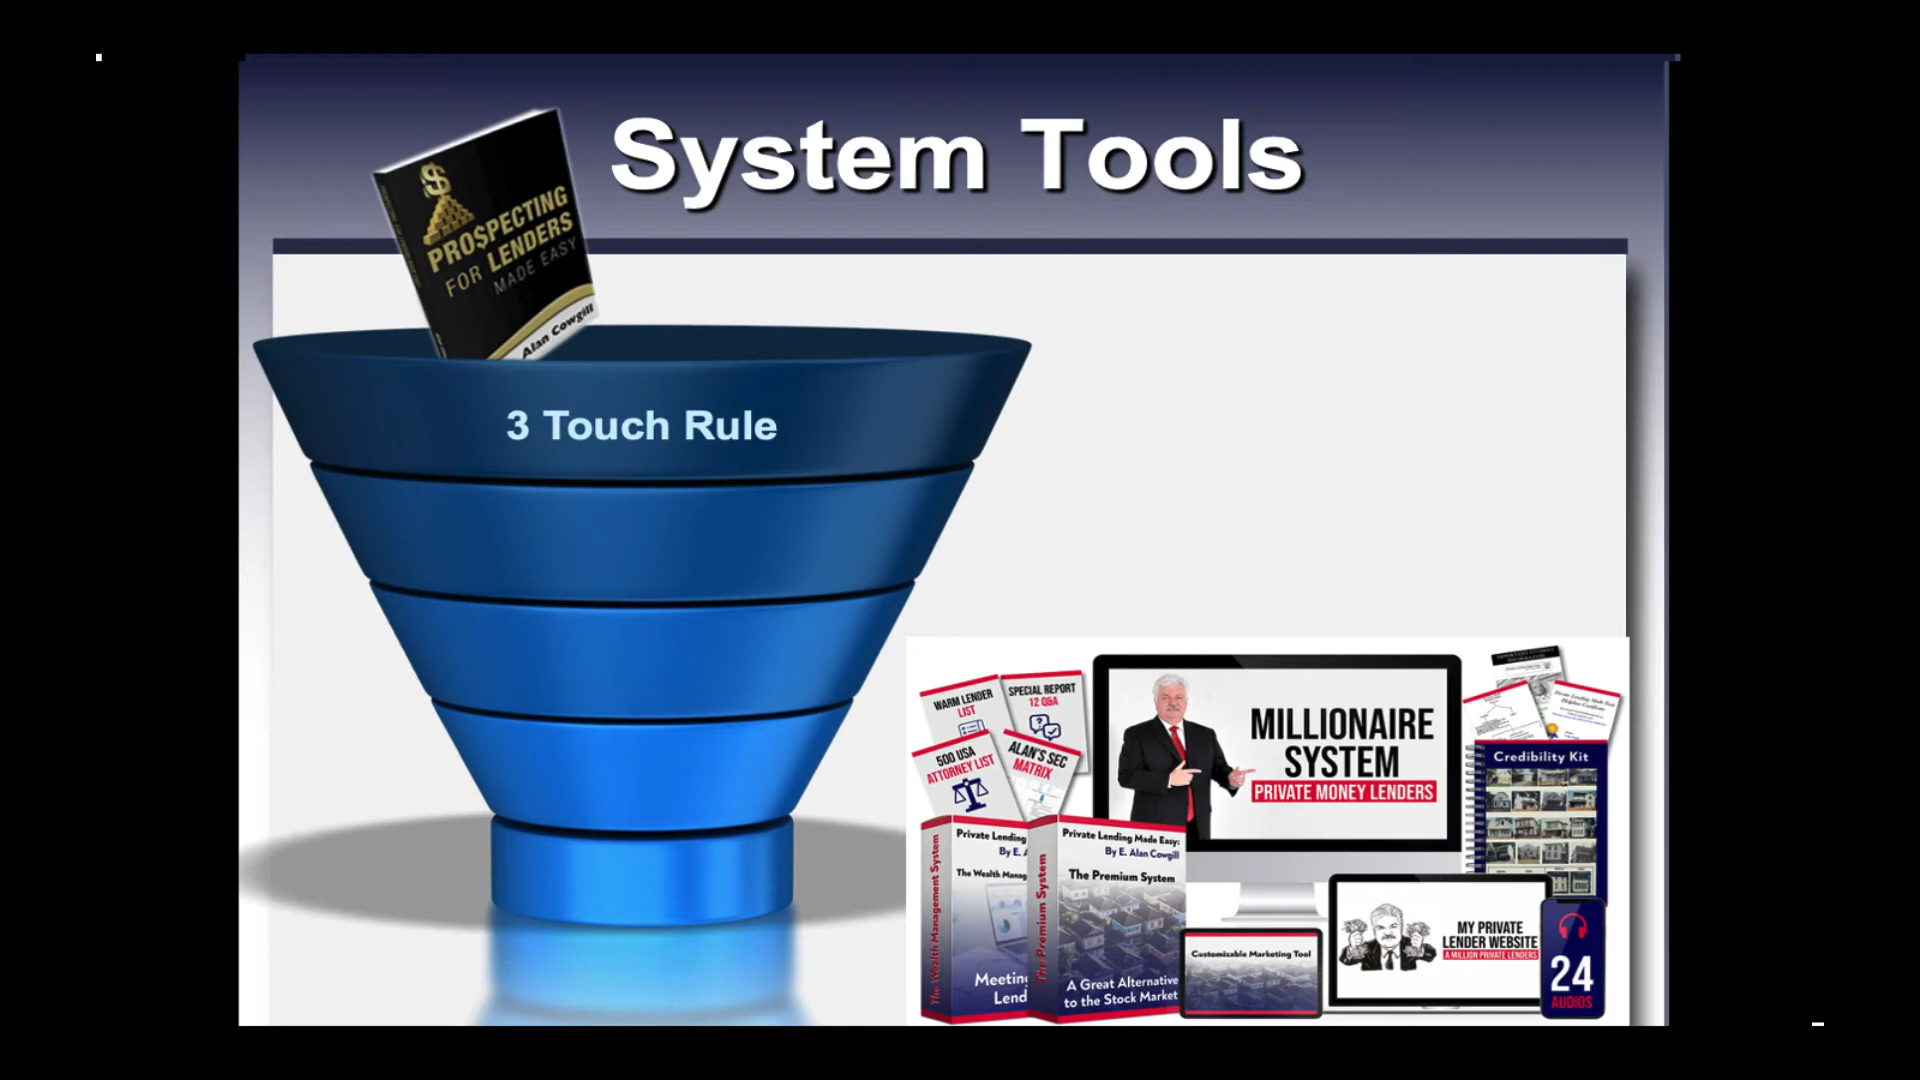 System Tools
PRO$PECTING
FOR LENDERS
MADE EASY
Alan Cowgill
3 Touch Rule
WARM LENDER
LIST
SPECIAL REPORT
12 Q&A
500 USA
ATTORNEY LIST
ALAN'S SEC
MATRIX
MILLIONAIRE
SYSTEM
PRIVATE MONEY LENDERS
Credibility Kit
The Wealth Management System
Private Lending
By E. A
The Wealth Manag
Meeting
Lend
The Premium System
Private Lending Made Easy:
By E. Alan Cowgill
The Premium System
A Great Alternative
to the Stock Market
Customizable Marketing Tool
MY PRIVATE
LENDER WEBSITE
A MILLION PRIVATE LENDERS
24
AUDIOS